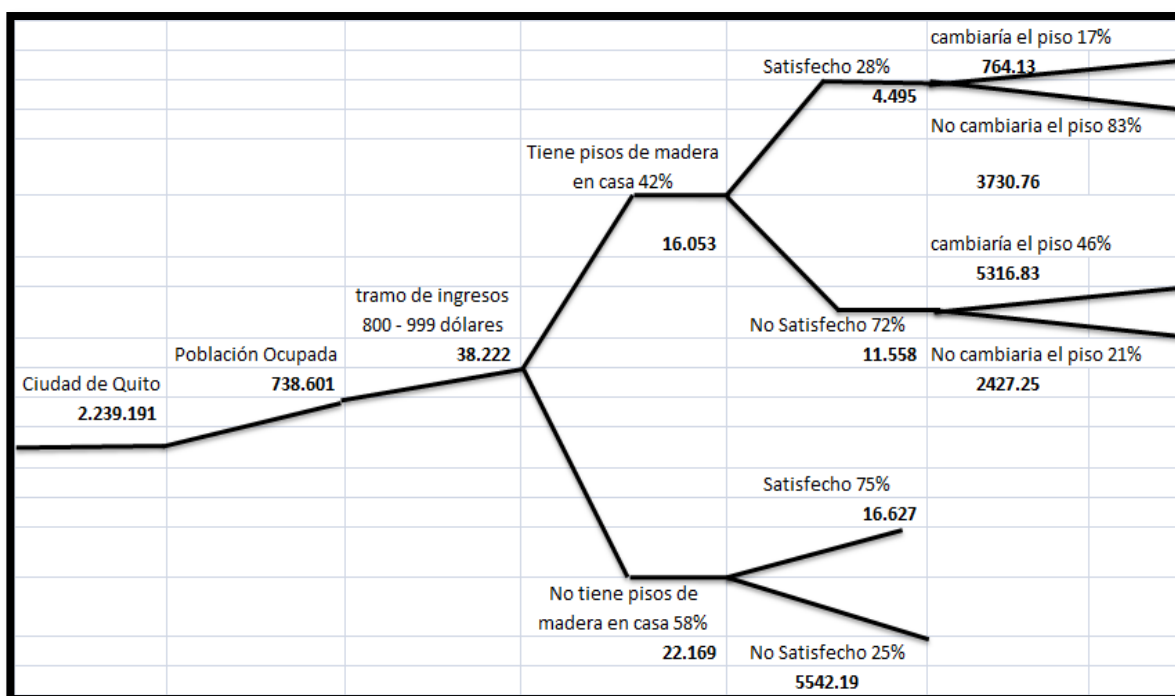 cambiaría el piso 17%
Satisfecho 28%
764.13
4.495
No cambiaria el piso 83%
Tiene pisos de madera
en casa 42%
3730.76
16.053
cambiaría el piso 46%
5316.83
tramo de ingresos
800 - 999 dólares
No Satisfecho 72%
38.222
11.558
No cambiaria el piso 21%
2427.25
Población Ocupada
738.601
Ciudad de Quito
2.239.191
Satisfecho 75%
16.627
No tiene pisos de
madera en casa 58%
22.169
No Satisfecho 25%
5542.19